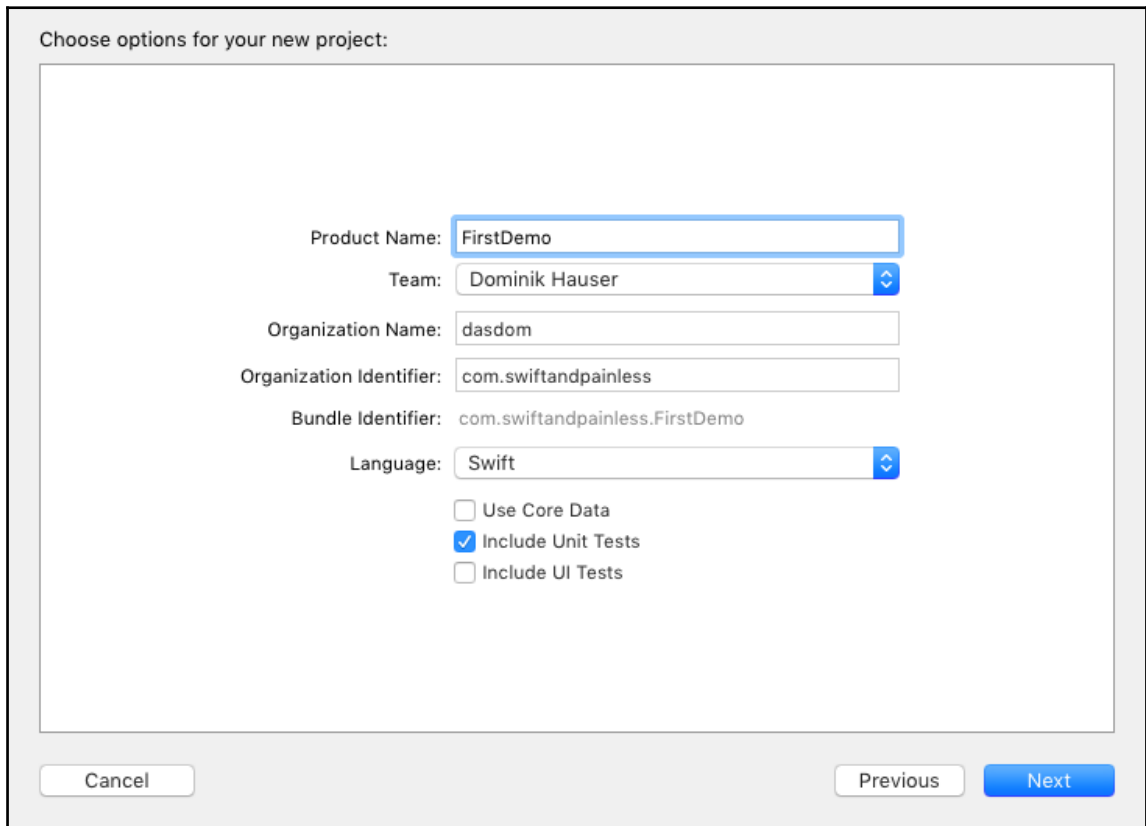 Choose options for your new project:
Product Name: FirstDemo
Team: Dominik Hauser
Organization Name: dasdom
Organization Identifier: com.swiftandpainless
Bundle Identifier: com.swiftandpainless.FirstDemo
Language: Swift
Use Core Data
Include Unit Tests
Include UI Tests
Cancel Previous Next